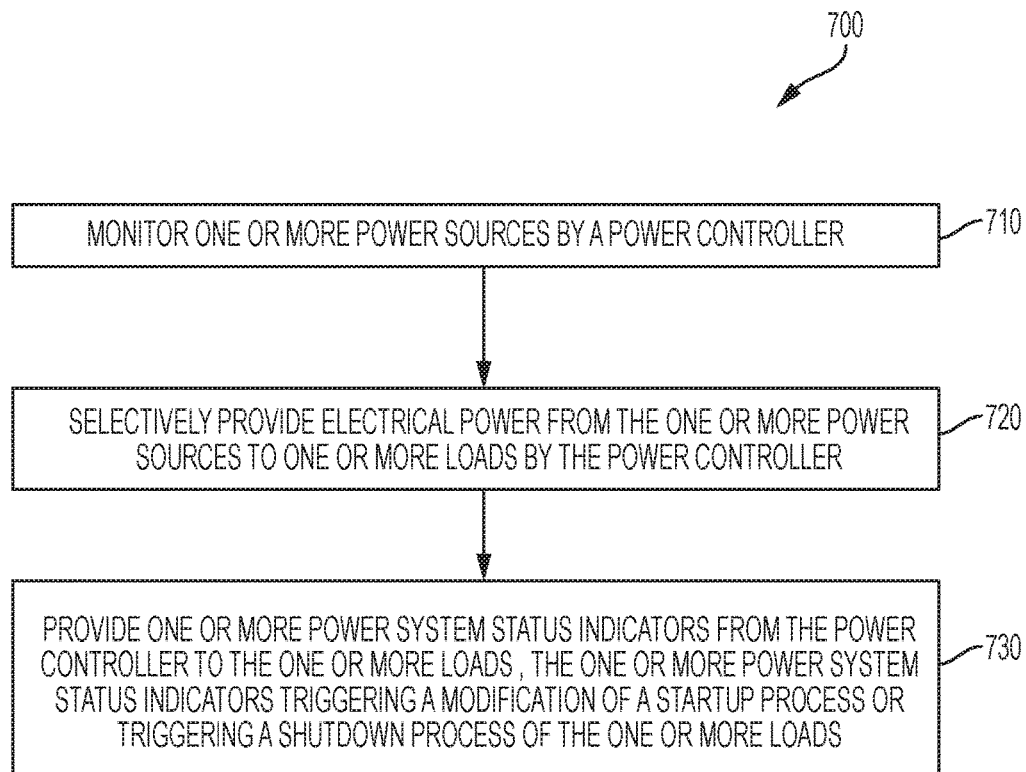 700
MONITOR ONE OR MORE POWER SOURCES BY A POWER CONTROLLER
710
SELECTIVELY PROVIDE ELECTRICAL POWER FROM THE ONE OR MORE POWER
SOURCES TO ONE OR MORE LOADS BY THE POWER CONTROLLER
720
PROVIDE ONE OR MORE POWER SYSTEM STATUS INDICATORS FROM THE POWER
CONTROLLER TO THE ONE OR MORE LOADS , THE ONE OR MORE POWER SYSTEM
STATUS INDICATORS TRIGGERING A MODIFICATION OF A STARTUP PROCESS OR
TRIGGERING A SHUTDOWN PROCESS OF THE ONE OR MORE LOADS
730